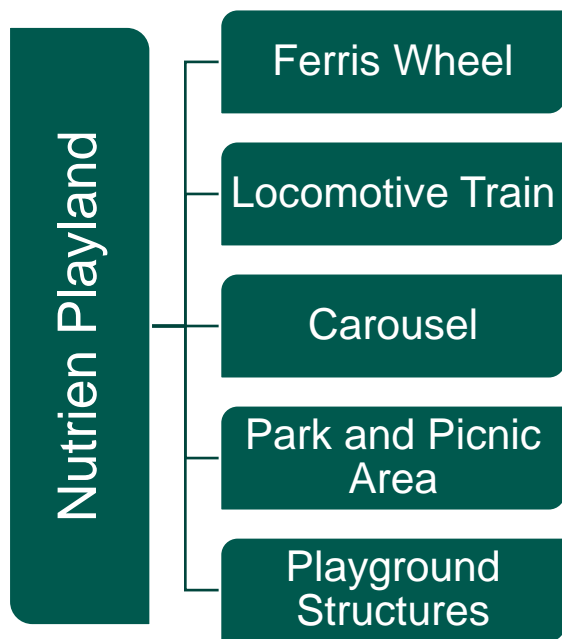 Nutrien Playland
Ferris Wheel
Locomotive Train
Carousel
Park and Picnic
Area
Playground
Structures